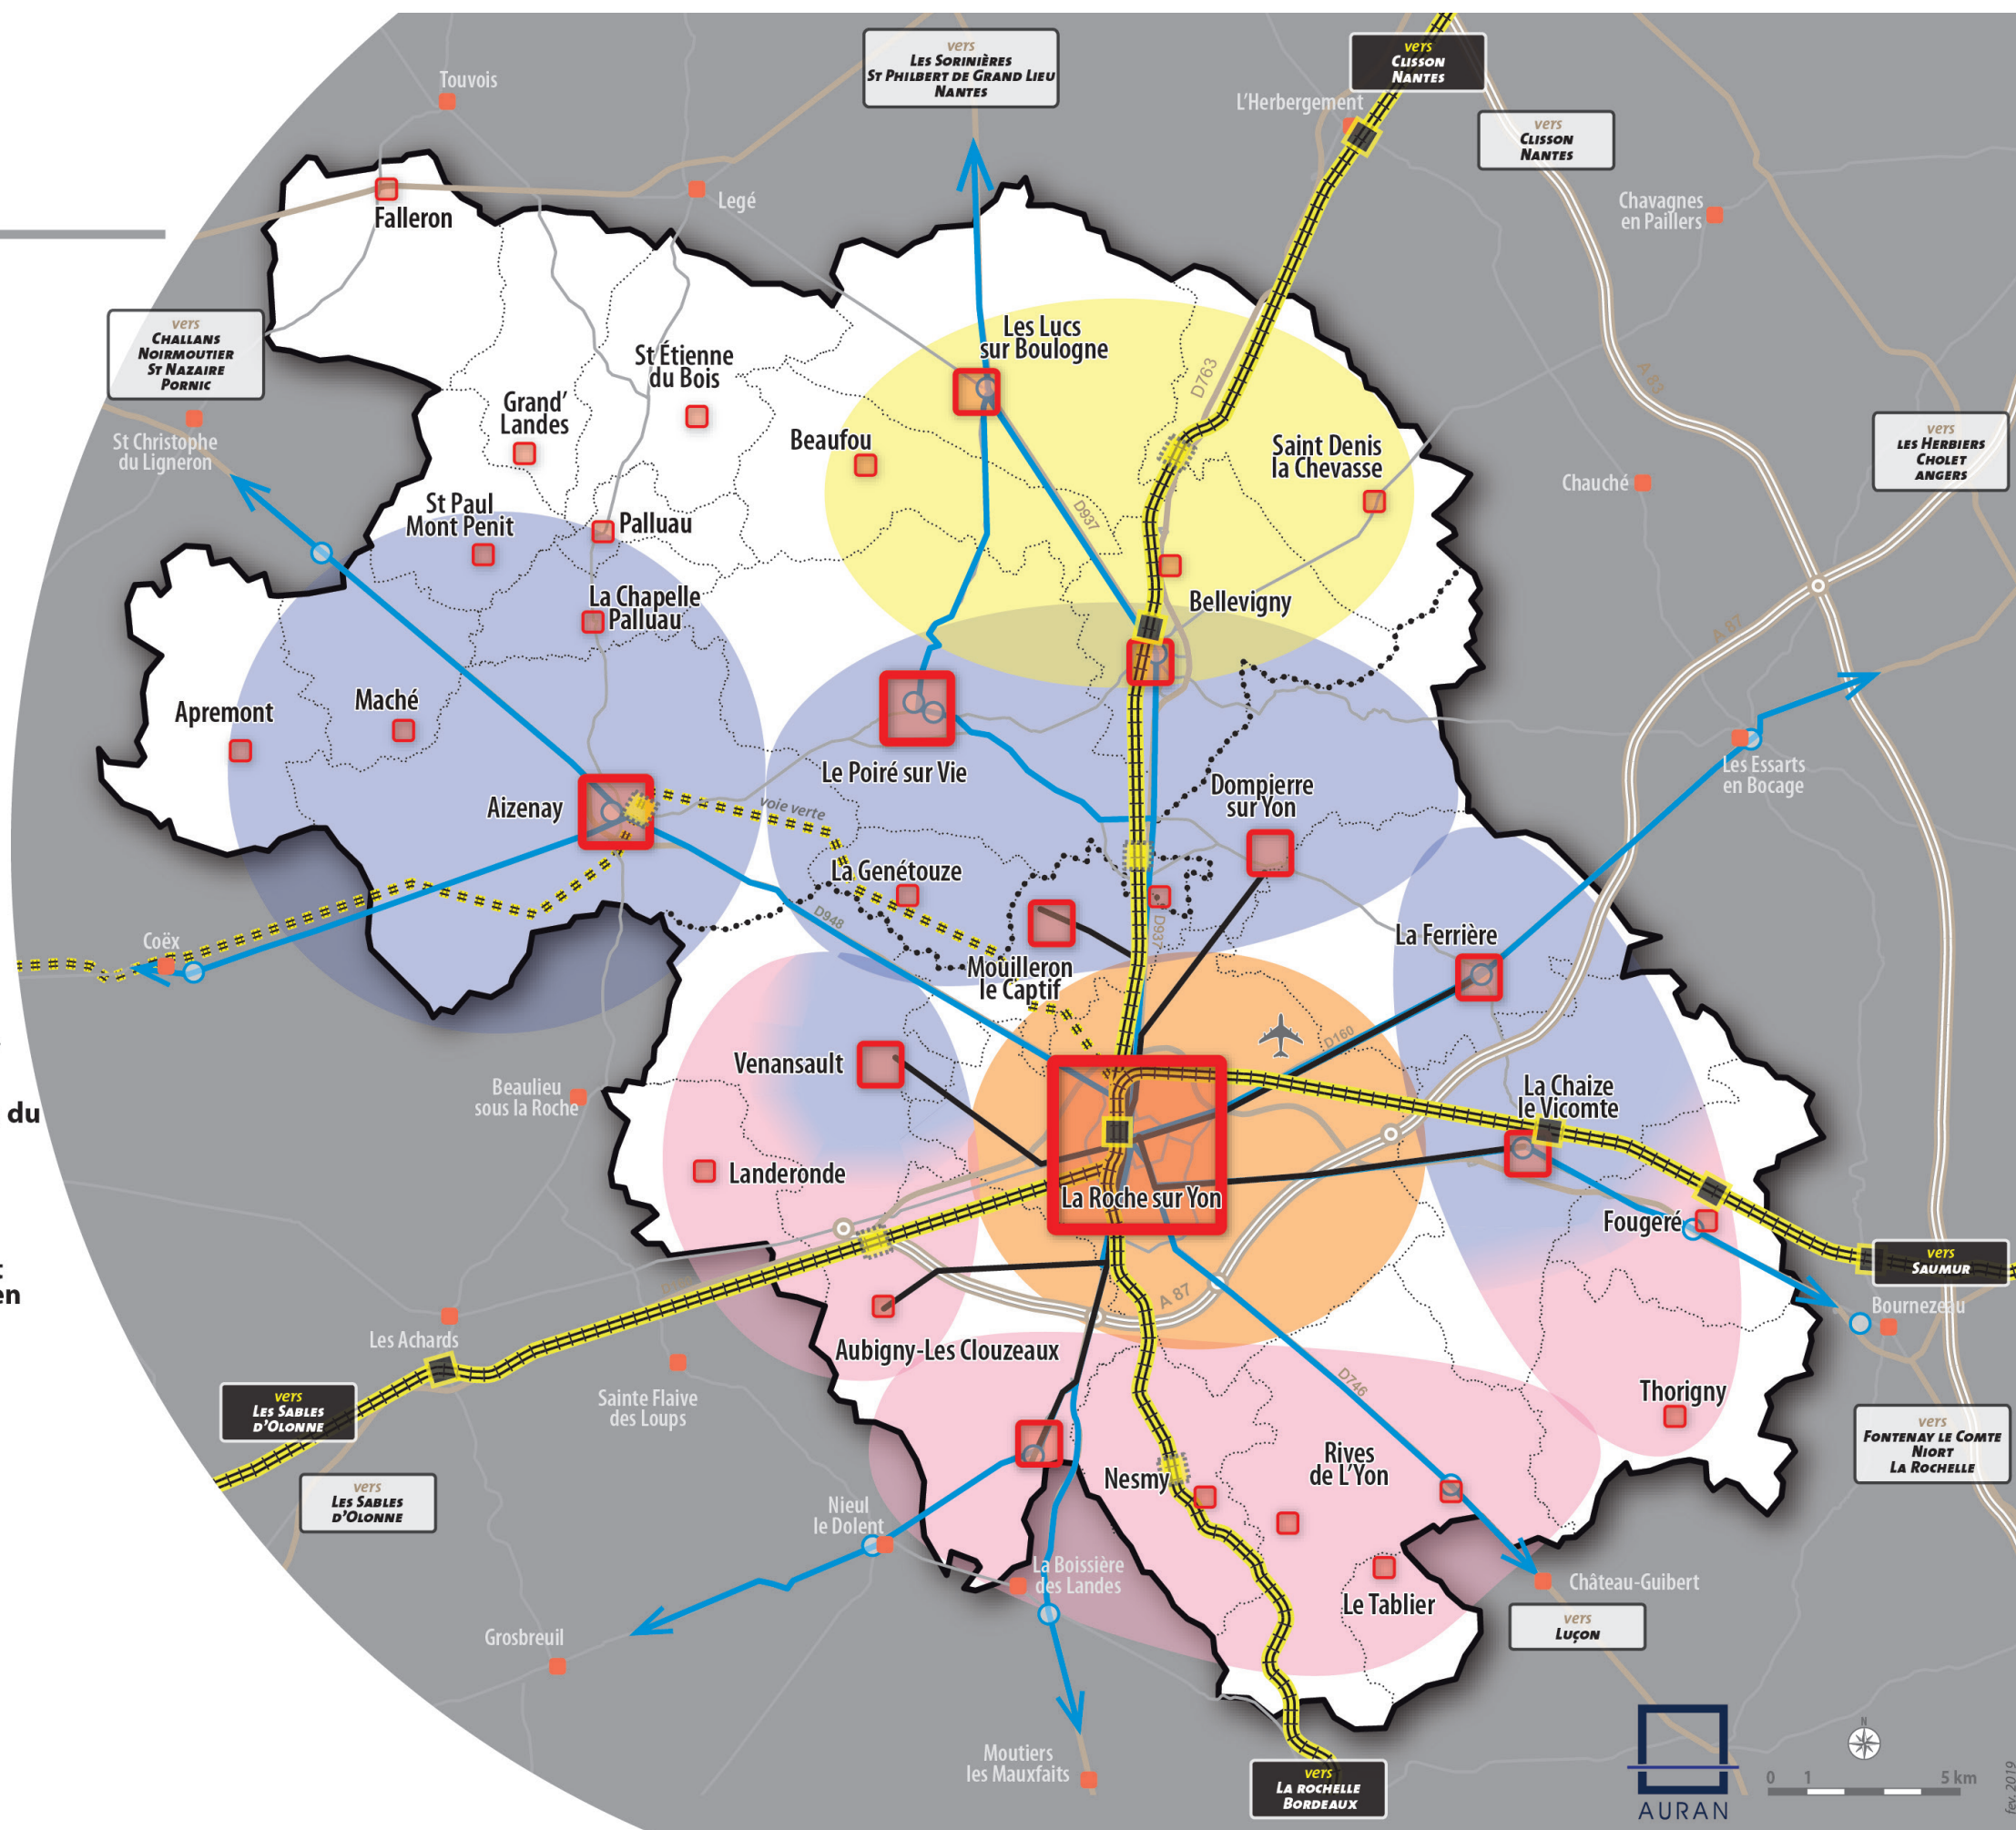 Touvois
vers
Les Sorinières
St Philbert de Grand Lieu
Nantes
vers
Clisson
Nantes
L'Herbergement
vers
Clisson
Nantes
Falleron
Legé
Chavagnes
en Paillers
vers
Challans
Noirmoutier
St Nazaire
Pornic
Les Lucs
sur Boulogne
D763
A 83
St Étienne
du Bois
Grand'
Landes
Beaufou
Saint Denis
la Chevasse
St Christophe
du Ligneron
vers
les Herbiers
Cholet
angers
Chauché
St Paul
Mont Penit
Palluau
D937
La Chapelle
Palluau
Bellevigny
A 87
Apremont
Maché
Le Poiré sur Vie
Les Essarts
en Bocage
Aizenay
voie verte
Dompierre
sur Yon
La Genétouze
D948
D937
La Ferrière
Coëx
Mouilleron
le Captif
D160
Venansault
Beaulieu
sous la Roche
La Chaize
le Vicomte
du
Landeronde
La Roche sur Yon
Fougeré
vers
Saumur
en
A 87
Bournezeau
Les Achards
Aubigny-Les Clouzeaux
D746
Thorigny
vers
Les Sables
d'Olonne
Sainte Flaive
des Loups
vers
Fontenay le Comte
Niort
La Rochelle
Nesmy
Rives
de L'Yon
vers
Les Sables
d'Olonne
Nieul
le Dolent
La Boissière
des Landes
Le Tablier
Château-Guibert
vers
Luçon
Grosbreuil
Moutiers
les Mauxfaits
vers
La rochelle
Bordeaux
AURAN
N
0 1 5 km
fev.2019